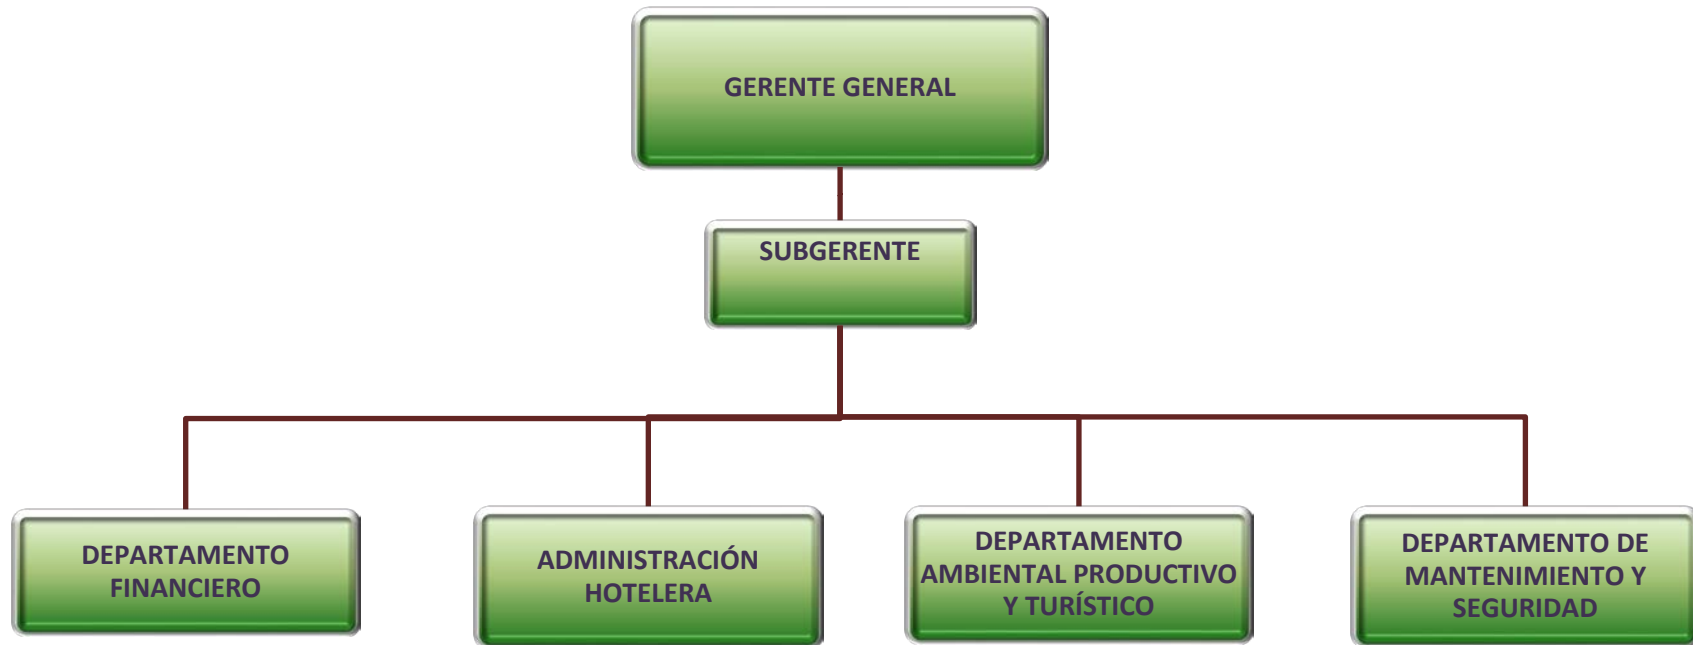 GERENTE GENERAL
SUBGERENTE
DEPARTAMENTO
FINANCIERO
ADMINISTRACIÓN
HOTELERA
DEPARTAMENTO
AMBIENTAL PRODUCTIVO
Y TURÍSTICO
DEPARTAMENTO DE
MANTENIMIENTO Y
SEGURIDAD